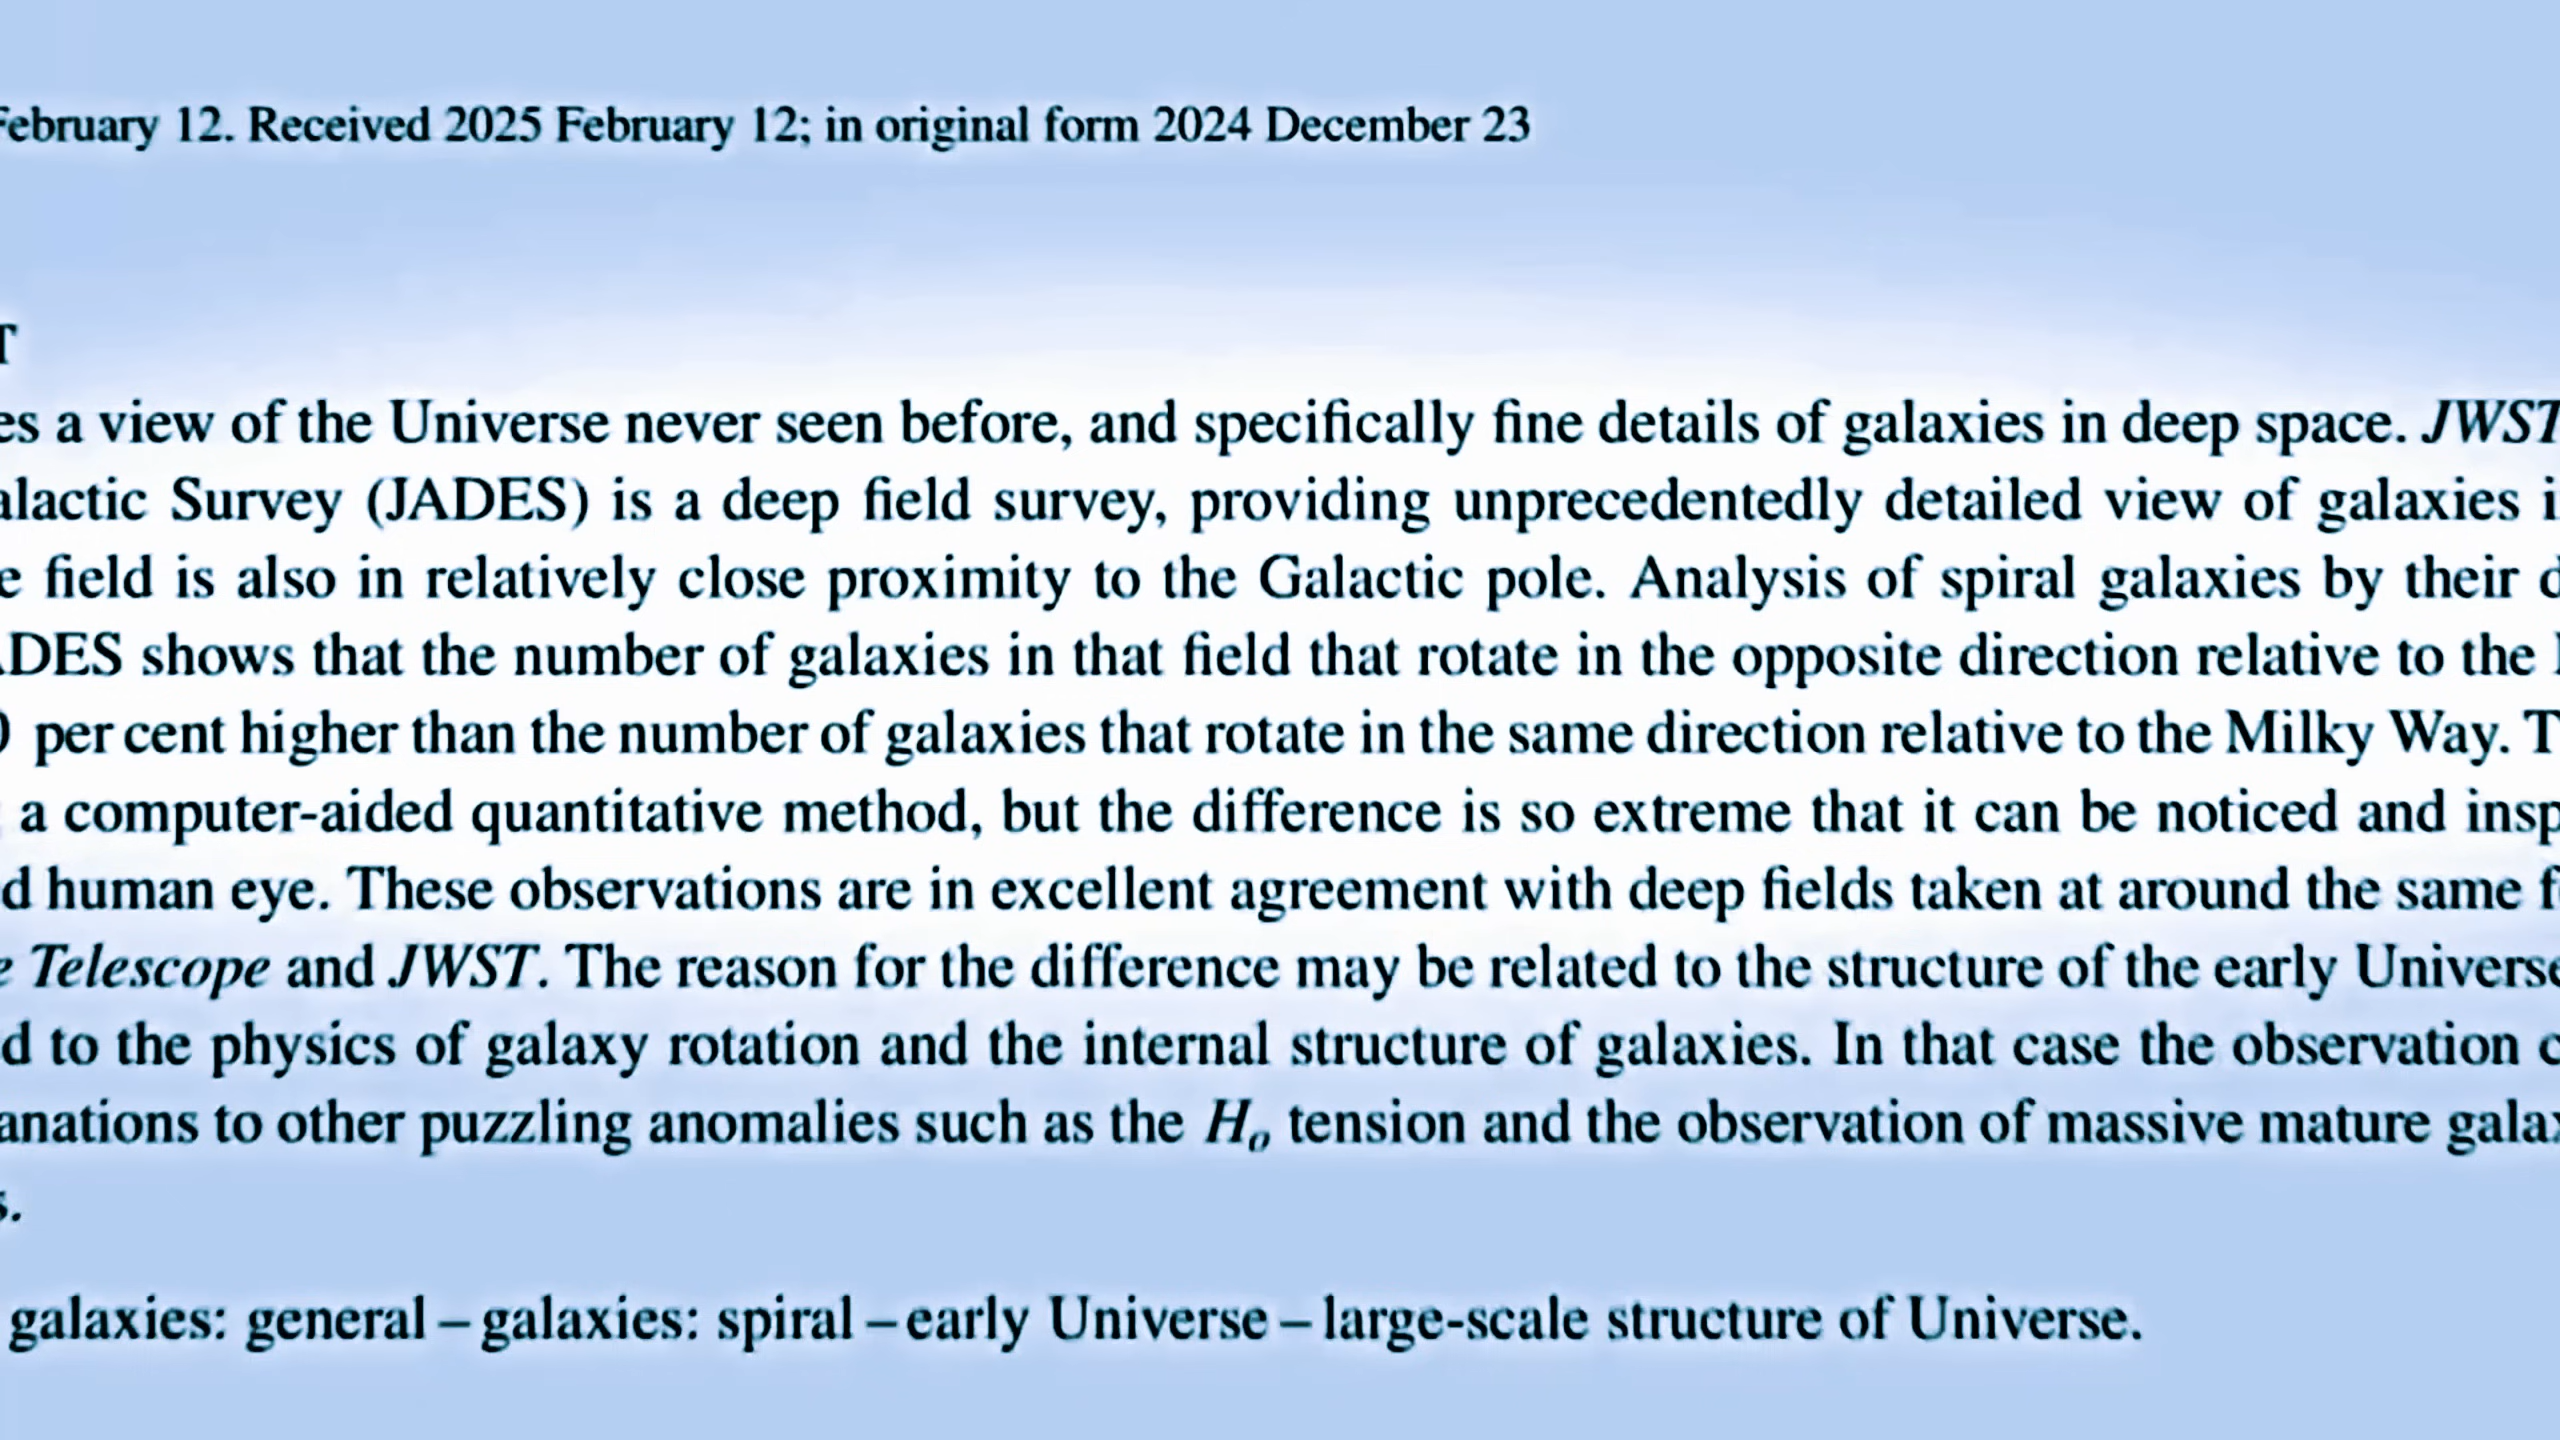 February 12. Received 2025 February 12; in original form 2024 December 23
T
es a view of the Universe never seen before, and specifically fine details of galaxies in deep space. JWST
alactic Survey (JADES) is a deep field survey, providing unprecedentedly detailed view of galaxies i
e field is also in relatively close proximity to the Galactic pole. Analysis of spiral galaxies by their d
ADES shows that the number of galaxies in that field that rotate in the opposite direction relative to the
0 per cent higher than the number of galaxies that rotate in the same direction relative to the Milky Way. T
a computer-aided quantitative method, but the difference is so extreme that it can be noticed and insp
d human eye. These observations are in excellent agreement with deep fields taken at around the same f
e Telescope and JWST. The reason for the difference may be related to the structure of the early Universe
d to the physics of galaxy rotation and the internal structure of galaxies. In that case the observation c
anations to other puzzling anomalies such as the H₀ tension and the observation of massive mature galax
s.
galaxies: general – galaxies: spiral – early Universe – large-scale structure of Universe.